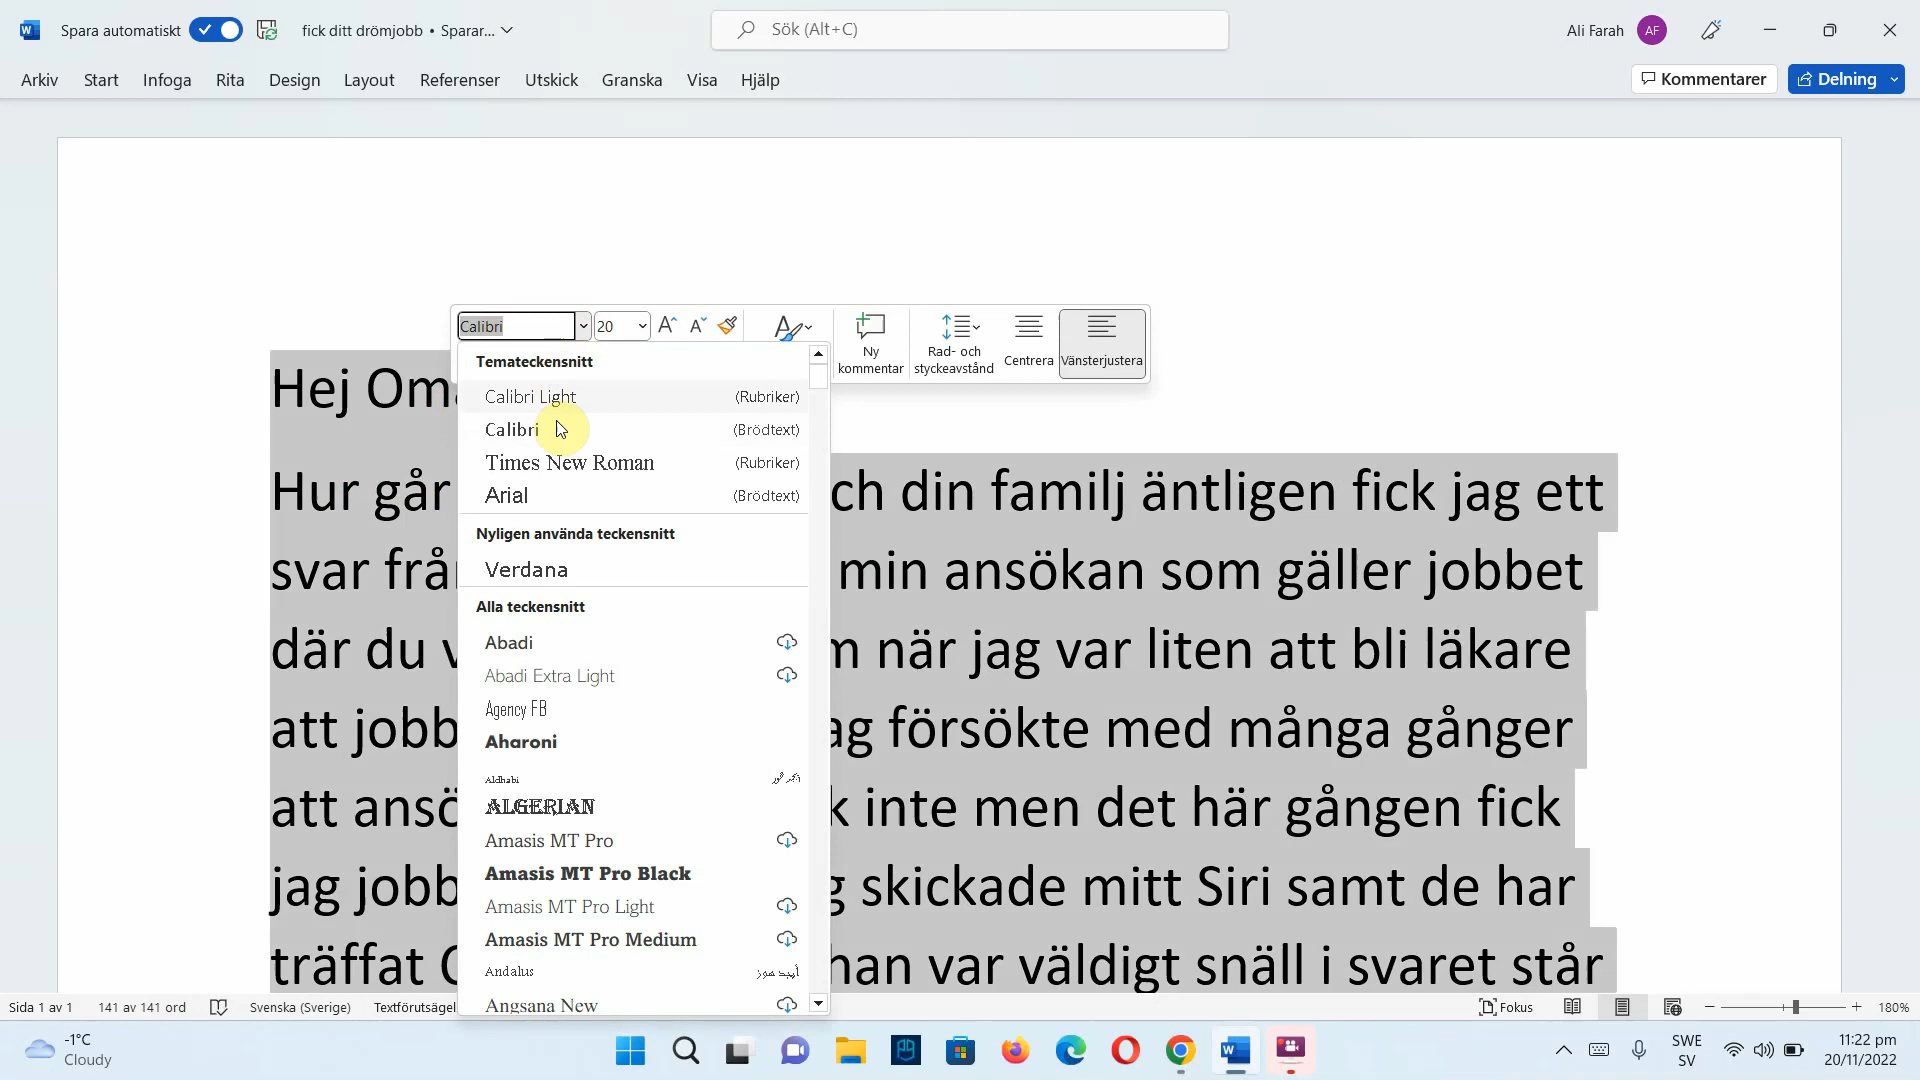 Spara automatiskt
fick ditt drömjobb • Sparar...
Sök (Alt+C)
Ali Farah
AF
Arkiv Start Infoga Rita Design Layout Referenser Utskick Granska Visa Hjälp
Kommentarer
Delning
Calibri
20
Ny
kommentar
Rad- och
styckeavstånd
Centrera
Vänsterjustera
Temateckensnitt
Calibri Light (Rubriker)
Calibri (Brödtext)
Times New Roman (Rubriker)
Arial (Brödtext)
Nyligen använda teckensnitt
Verdana
Alla teckensnitt
Abadi
Abadi Extra Light
Agency FB
Aharoni
Aldhabi
ALGERIAN
Amasis MT Pro
Amasis MT Pro Black
Amasis MT Pro Light
Amasis MT Pro Medium
Andalus
أبجد هوز
Angsana New
Hej
Hur går ch din familj äntligen fick jag ett
svar min ansökan som gäller jobbet
där du när jag var liten att bli läkare
att ag försökte med många gånger
att k inte men det här gången fick
jag skickade mitt Siri samt de har
träffat han var väldigt snäll i svaret står
Sida 1 av 1 141 av 141 ord Svenska (Sverige)
Fokus
180%
-1°C
Cloudy
SWE
SV
11:22 pm
20/11/2022